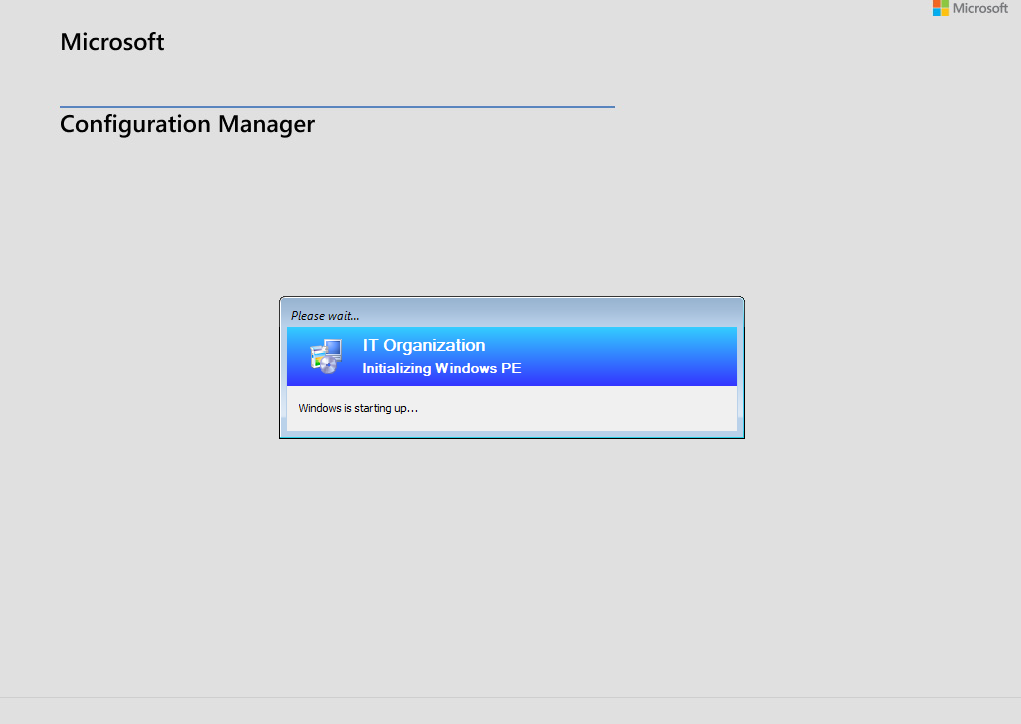 Microsoft
Microsoft
Configuration Manager
Please wait...
IT Organization
Initializing Windows PE
Windows is starting up...